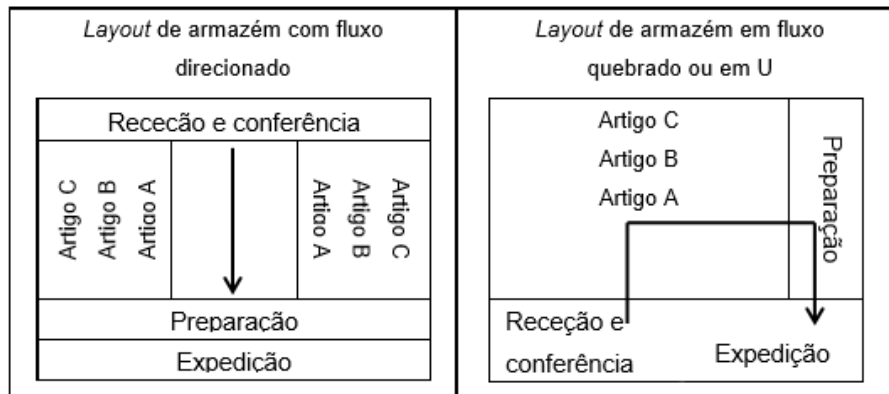 Layout de armazém com fluxo
direcionado
Rececão e conferência
Artigo C
Artigo B
Artigo A
Artigo A
Artigo B
Artigo C
Preparação
Expedição
Layout de armazém em fluxo
quebrado ou em U
Artigo C
Artigo B
Artigo A
Preparação
Receção e
conferência
Expedição